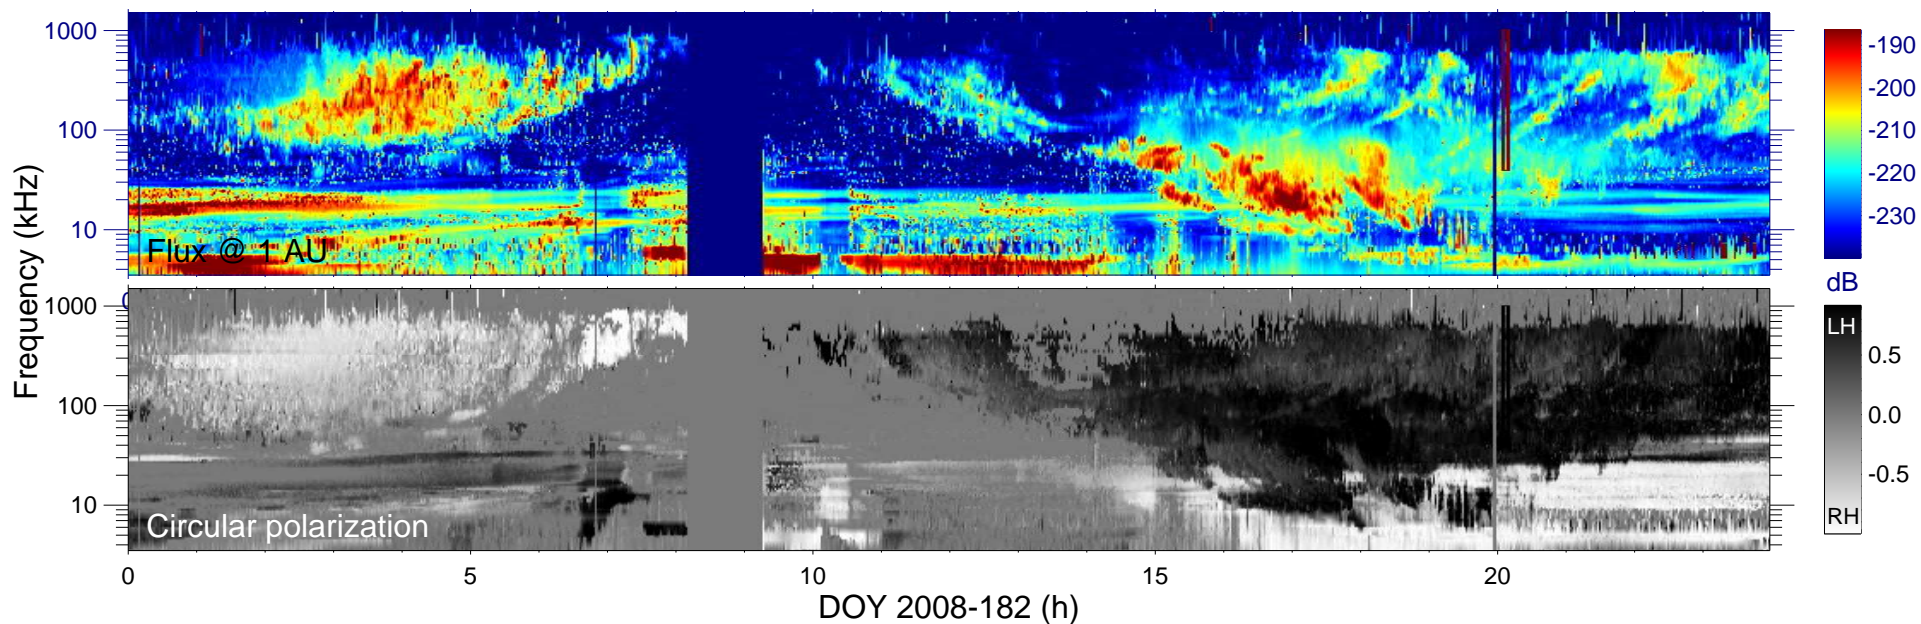 1000
100
10
Flux @ 1 AU
-190
-200
-210
-220
-230
dB
Frequency (kHz)
0
1000
100
10
Circular polarization
LH
0.5
0.0
-0.5
RH
0 5 10 15 20
DOY 2008-182 (h)